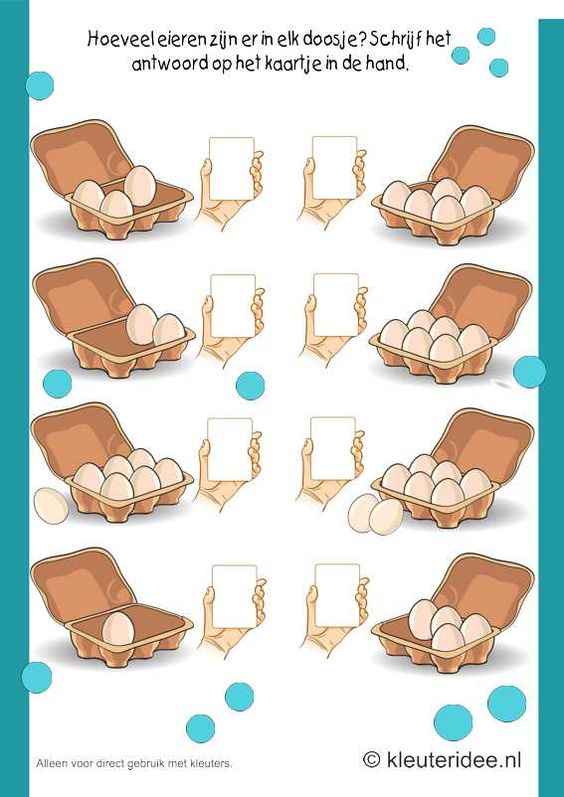 Hoeveel eieren zijn er in elk doosje? Schrijf het
antwoord op het kaartje in de hand.
Alleen voor direct gebruik met kleuters.
© kleuteridee.nl